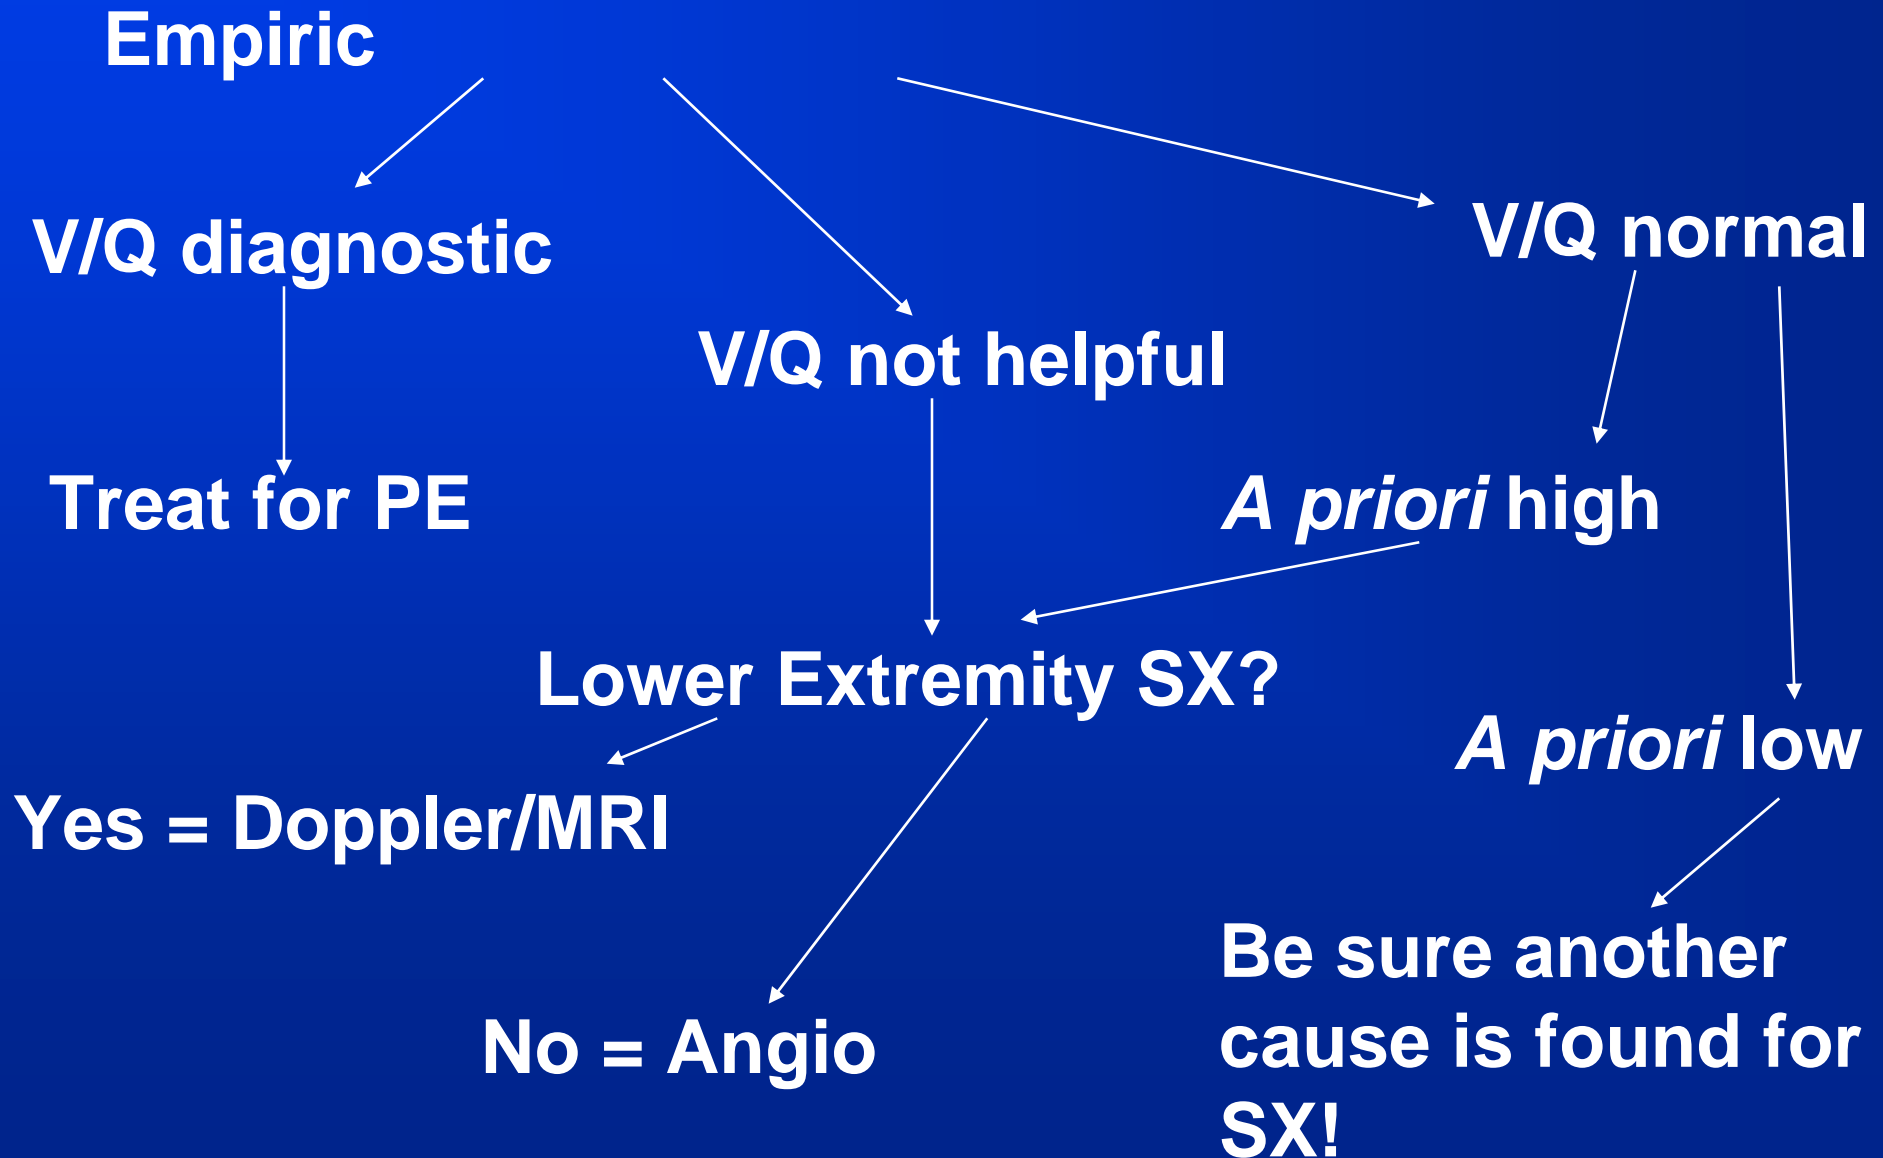 Empiric
V/Q diagnostic
V/Q normal
V/Q not helpful
Treat for PE
A priori high
Lower Extremity SX?
A priori low
Yes = Doppler/MRI
Be sure another
cause is found for
SX!
No = Angio